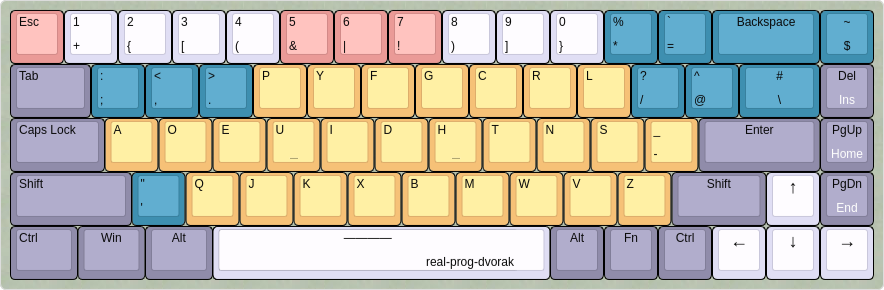 Esc 1 2 3 4 5 6 7 8 9 0 % ` Backspace ~
+ { [ ( & | ! ) ] } * = $
Tab : < > P Y F G C R L ? ^ # Del
; , . / @ \ Ins
Caps Lock A O E U I D H T N S _ Enter PgUp
_ _ - Home
Shift " Q J K X B M W V Z Shift ↑ PgDn
' End
Ctrl Win Alt ———— Alt Fn Ctrl ← ↓ →
real-prog-dvorak